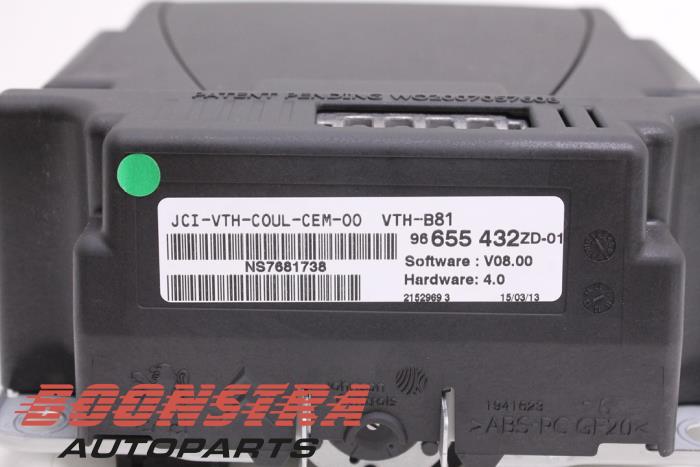 PATENT PENDING WO2007057608
JCI-VTH-COUL-CEM-00 VTH-B81
96 655 432ZD-01
NS7681738
Software : V08.00
Hardware: 4.0
2152969 3 15/03/13
1941623
>ABS+PC GF20<
BOONSTRA
AUTOPARTS